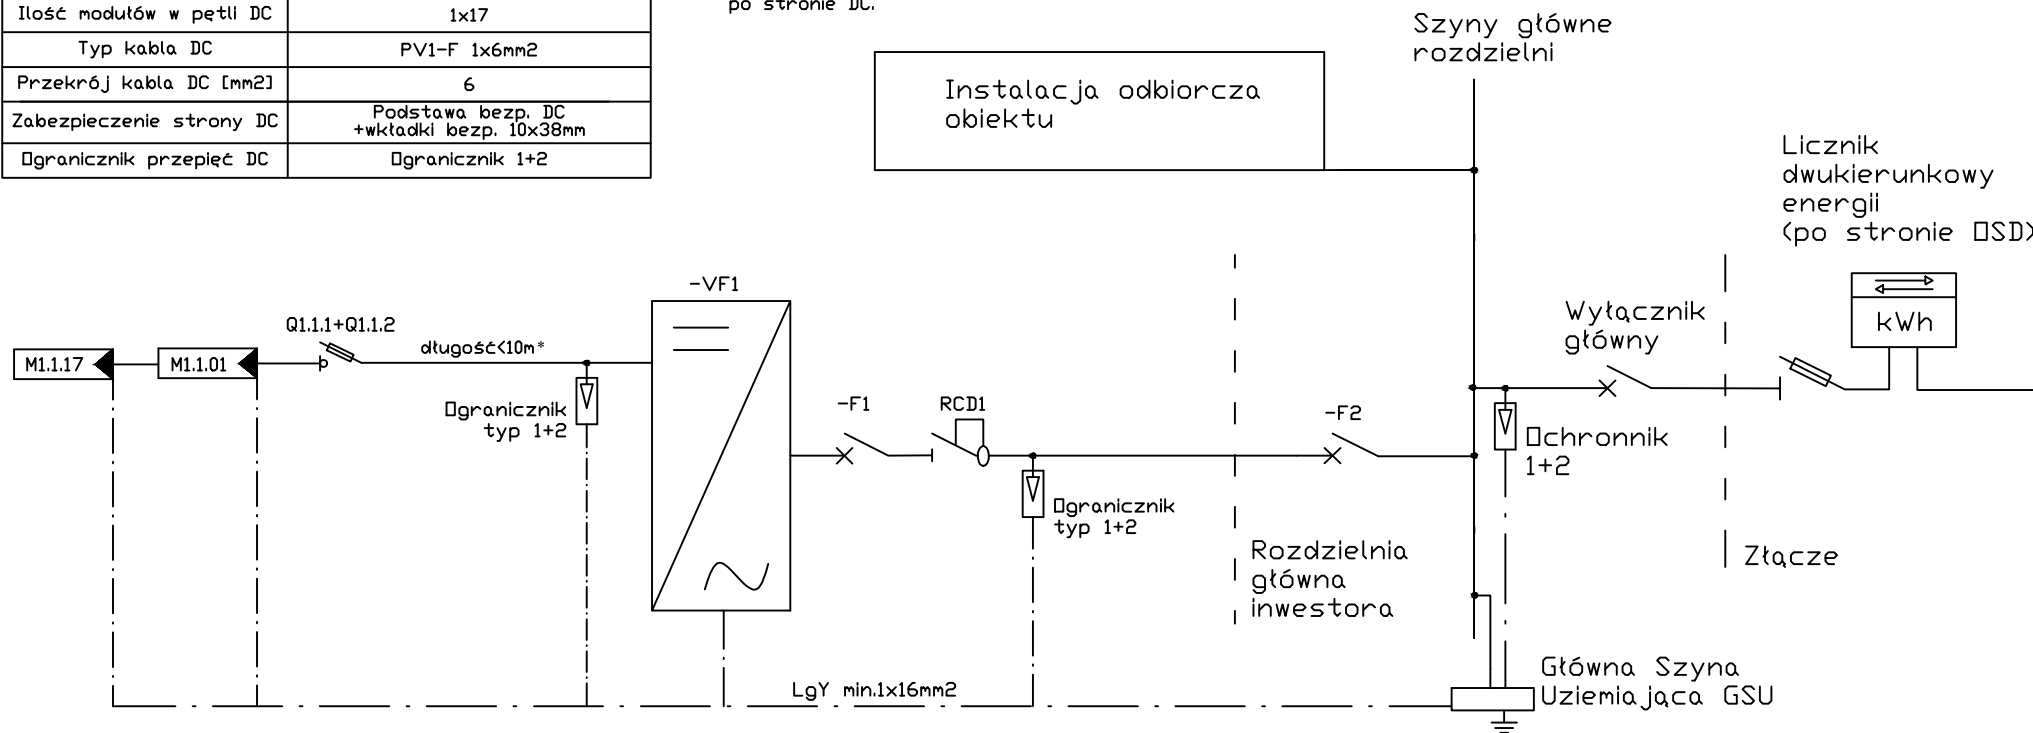 Ilość modułów w pętli DC 1x17
Typ kabla DC PV1-F 1x6mm2
Przekrój kabla DC [mm2] 6
Zabezpieczenie strony DC Podstawa bezp. DC
+wkładki bezp. 10x38mm
Ogranicznik przepięć DC Ogranicznik 1+2
po stronie DC.
Instalacja odbiorcza
obiektu
Szyny główne
rozdzielni
Licznik
dwukierunkowy
energii
(po stronie OSD)
kWh
Wyłącznik
główny
-VF1
Q1.1.1+Q1.1.2
długość<10m*
M1.1.17
M1.1.01
Ogranicznik
typ 1+2
-F1
RCD1
-F2
Ogranicznik
typ 1+2
Ochronnik
1+2
Rozdzielnia
główna
inwestora
Złącze
LgY min.1x16mm2
Główna Szyna
Uziemiająca GSU